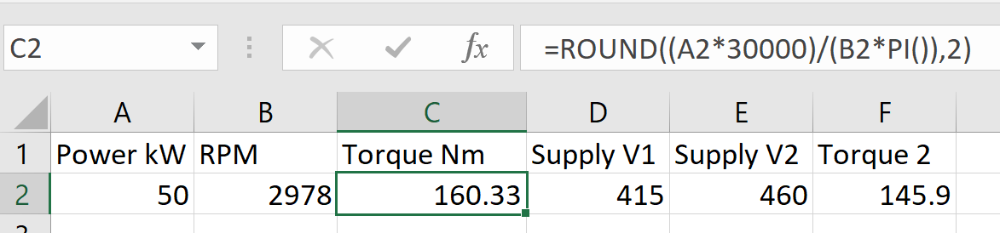 C2 fx =ROUND((A2*30000)/(B2*PI()),2)
A B C D E F
1 Power kW RPM Torque Nm Supply V1 Supply V2 Torque 2
2 50 2978 160.33 415 460 145.9